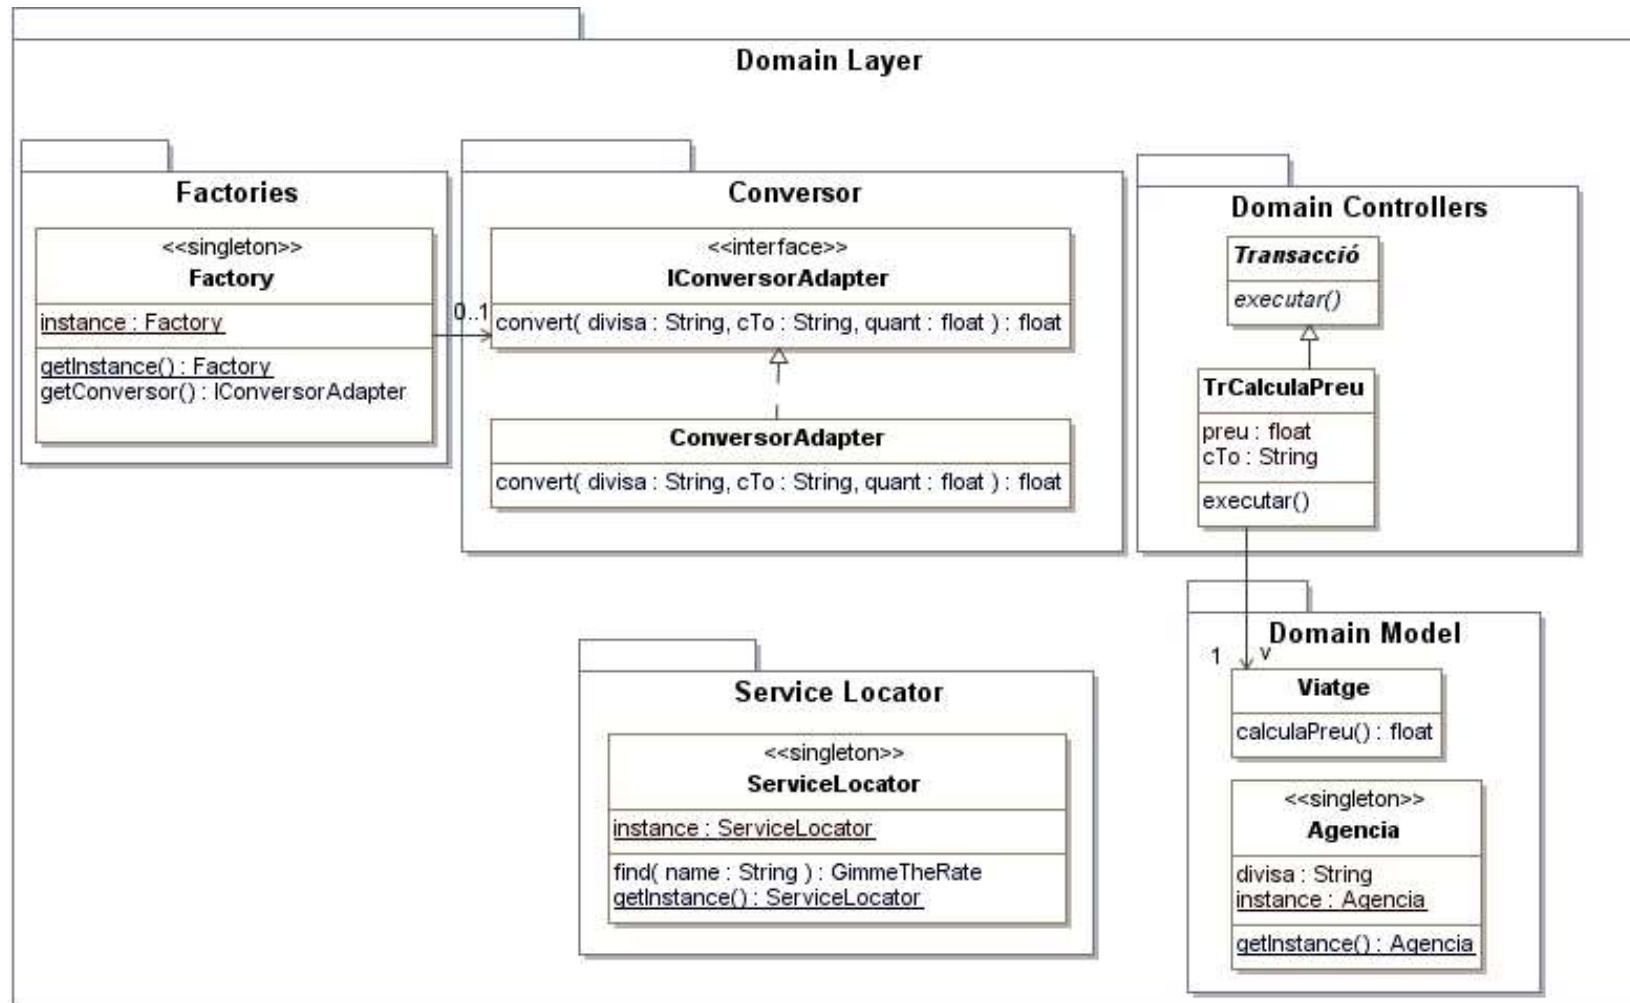 Domain Layer
Factories
<<singleton>>
Factory
instance : Factory
getInstance() : Factory
getConversor() : IConversorAdapter
0..1
Conversor
<<interface>>
IConversorAdapter
convert( divisa : String, cTo : String, quant : float ) : float
ConversorAdapter
convert( divisa : String, cTo : String, quant : float ) : float
Domain Controllers
Transacció
executar()
TrCalculaPreu
preu : float
cTo : String
executar()
1
v
Service Locator
<<singleton>>
ServiceLocator
instance : ServiceLocator
find( name : String ) : GimmeTheRate
getInstance() : ServiceLocator
Domain Model
Viatge
calculaPreu() : float
<<singleton>>
Agencia
divisa : String
instance : Agencia
getInstance() : Agencia